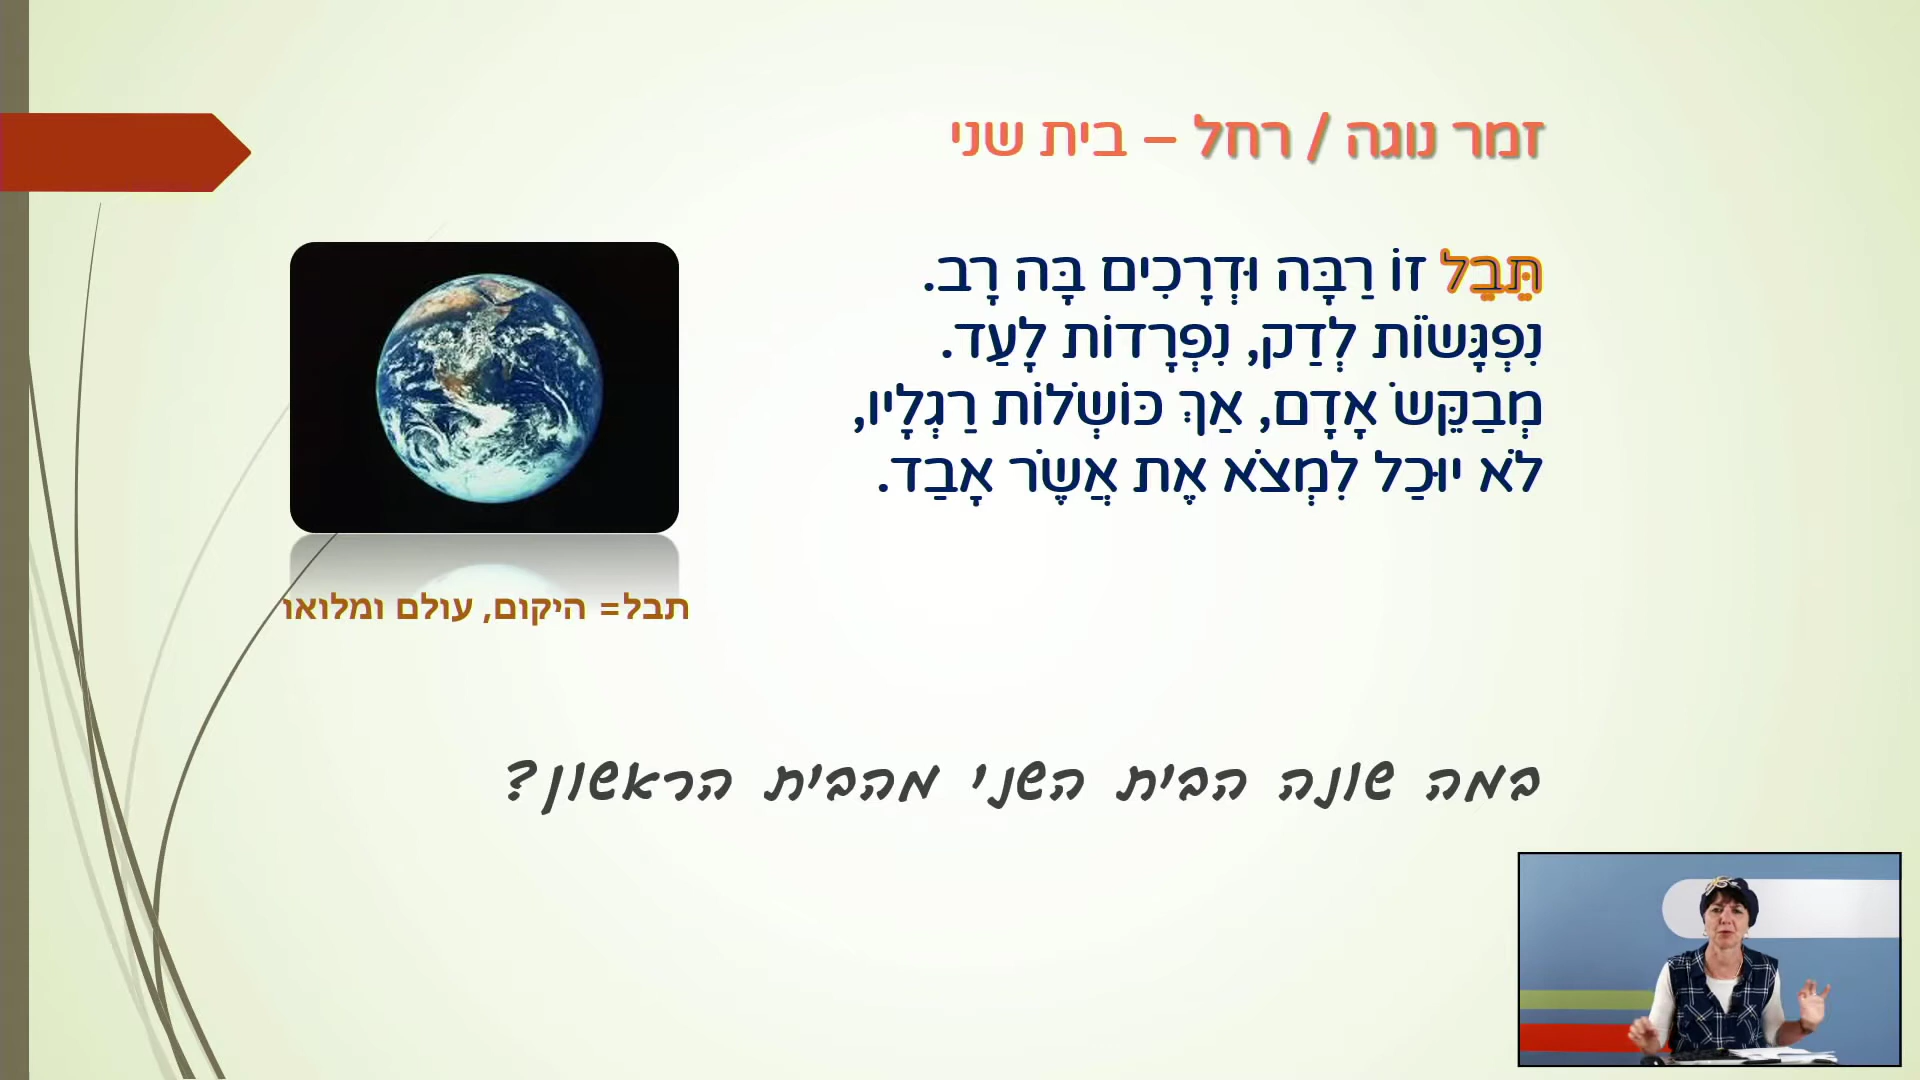 זמר נוגה / רחל – בית שני
תֵּבֵל זוֹ רַבָּה וּדְרָכִים בָּה רָב.
נִפְגָּשׂוֹת לְדַק, נִפְרָדוֹת לָעַד.
מְבַקֵּשׂ אָדָם, אַךְ כּוֹשְׁלוֹת רַגְלָיו,
לֹא יוּכַל לִמְצֹא אֶת אֲשֶׁר אָבַד.
תבל= היקום, עולם ומלואו
במה שונה הבית השני מהבית הראשון?